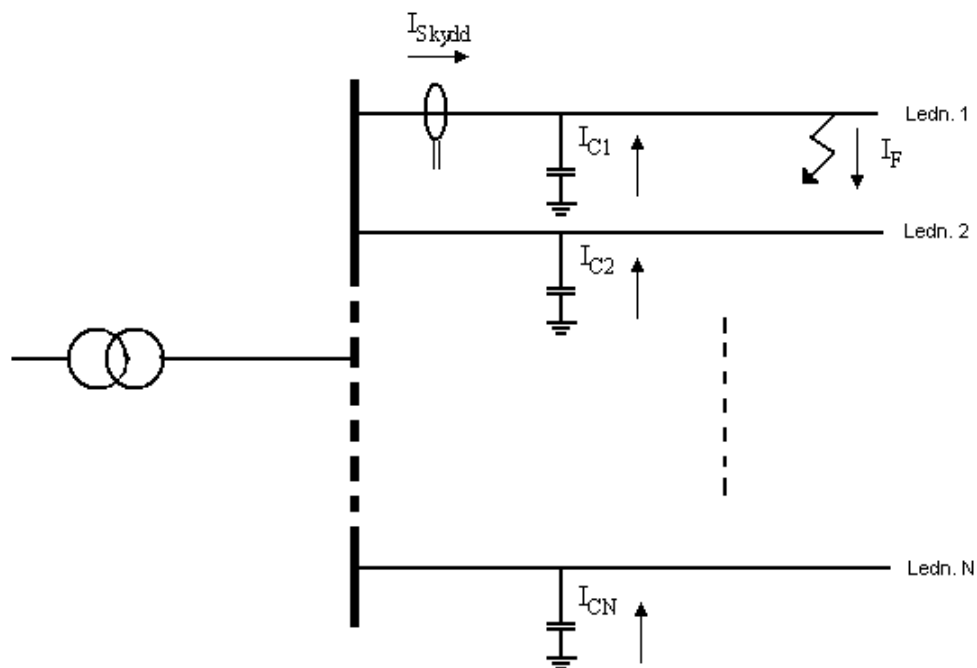 I_Skydd
Ledn. 1
I_C1
I_F
Ledn. 2
I_C2
Ledn. N
I_CN